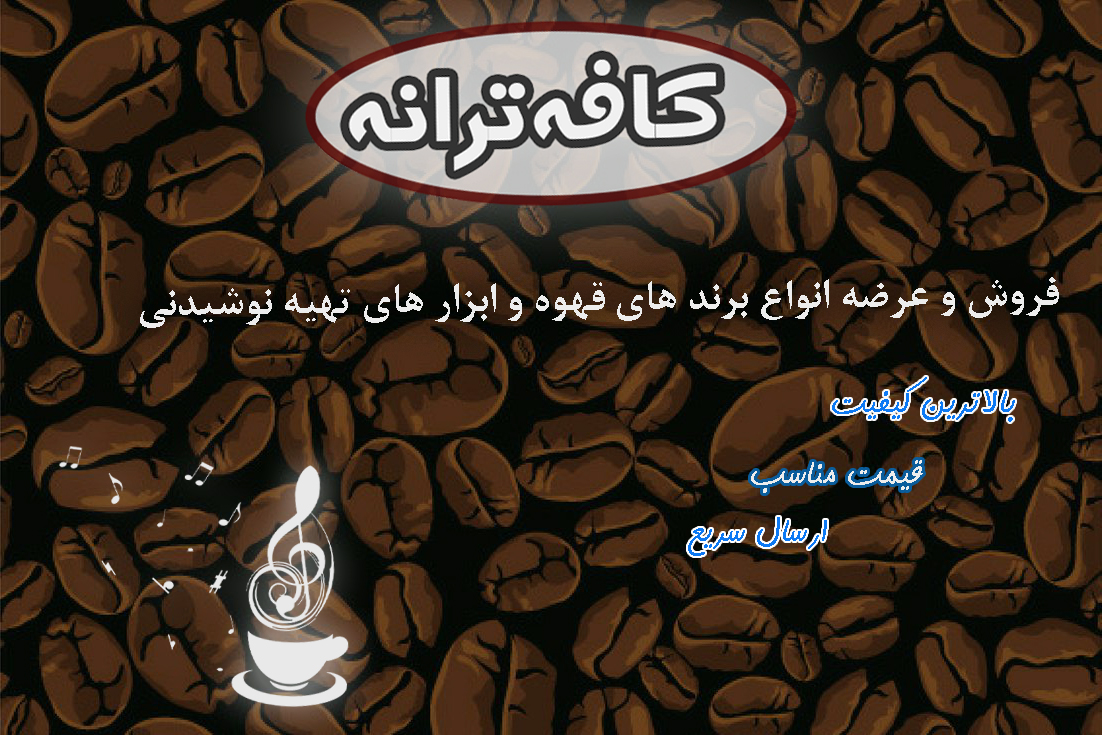 کافه ترانه
فروش و عرضه انواع برند های قهوه و ابزار های تهیه نوشیدنی
بالاترین کیفیت
قیمت مناسب
ارسال سریع